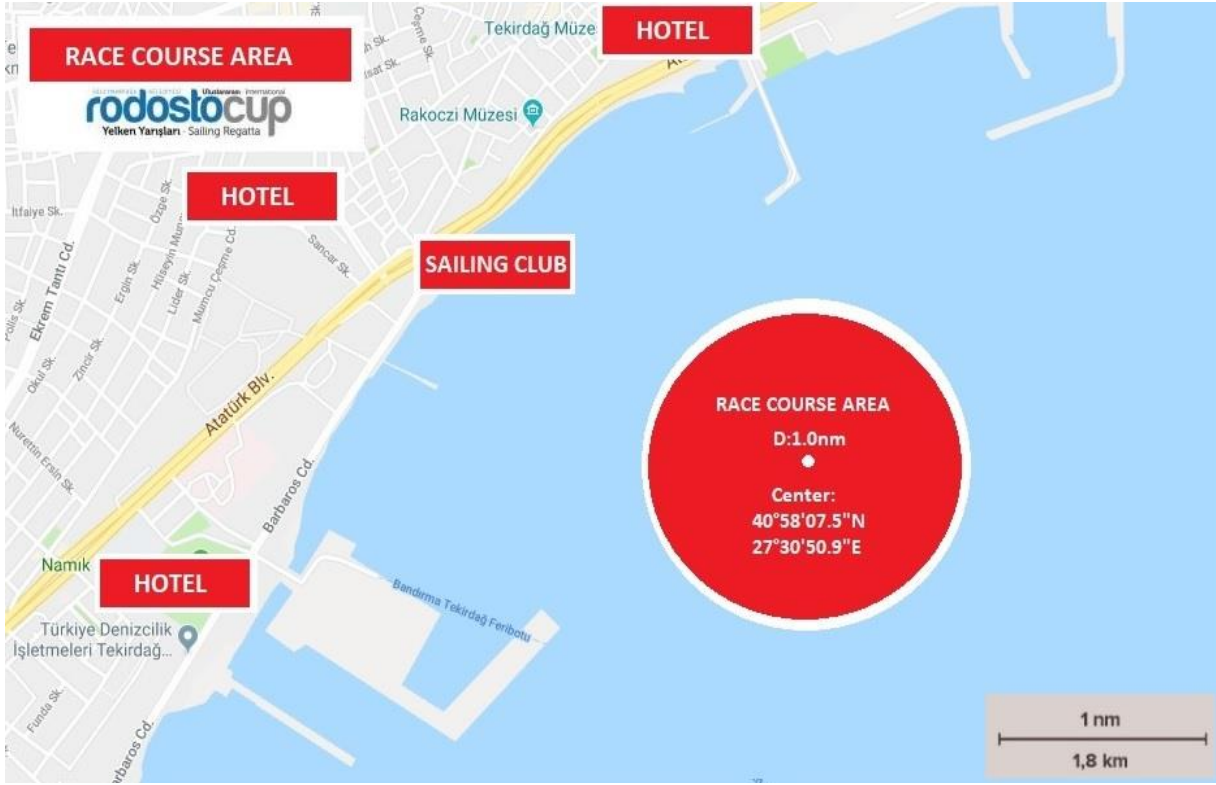 RACE COURSE AREA
Uluslararası International
rodostocup
Yelken Yarışları - Sailing Regatta
Tekirdağ Müze
HOTEL
Çeşme Sk.
Rakoczi Müzesi
HOTEL
İtfaiye Sk.
Özge Sk.
Hüseyin Mu
Sancar Sk.
SAILING CLUB
Ergin Sk.
Lider Sk.
Mumcu Çeşme Cd.
Ekrem Tantı Cd.
Polis Sk.
Okul Sk.
Zincir Sk.
Atatürk Blv.
RACE COURSE AREA
D:1.0nm
Center:
40°58'07.5"N
27°30'50.9"E
Nurettin Ersin Sk.
Barbaros Cd.
Namık
HOTEL
Bandırma Tekirdağ Feribotu
Türkiye Denizcilik
İşletmeleri Tekirdağ...
Funda Sk.
Barbaros Cd.
1 nm
1,8 km